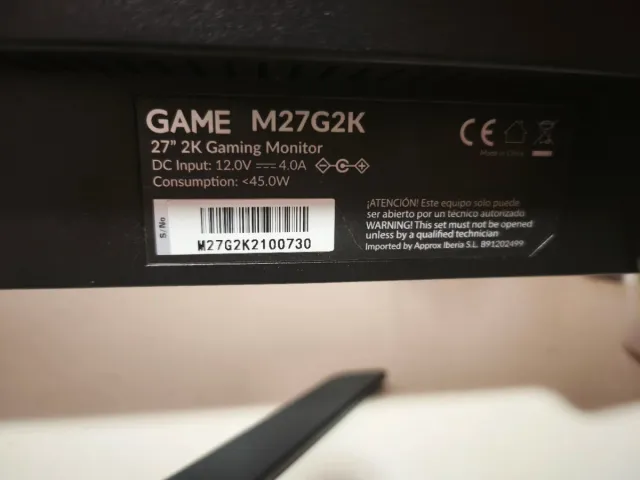 GAME M27G2K
27" 2K Gaming Monitor
DC Input: 12.0V 4.0A
Consumption: <45.0W
CE
Made in China
S/No
M27G2K2100730
¡ATENCIÓN! Este equipo solo puede
ser abierto por un técnico autorizado
WARNING! This set must not be opened
unless by a qualified technician
Imported by Approx Iberia S.L. B91202499